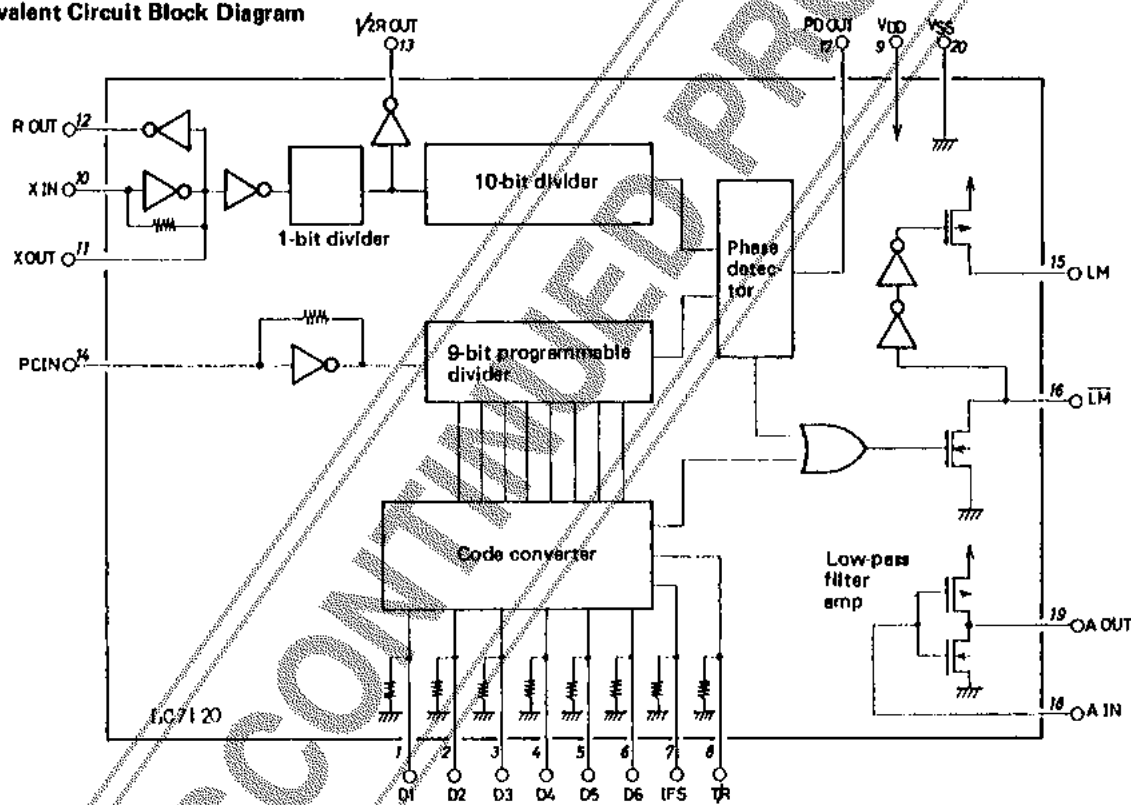 valent Circuit Block Diagram
1/2R OUT
13
PD OUT
17
VDD
9
VSS
20
R OUT
12
X IN
10
X OUT
11
1-bit divider
10-bit divider
Phase
detec-
tor
15
LM
PCIN
14
9-bit programmable
divider
16
LM
Code converter
Low-pass
filter
amp
19
A OUT
18
A IN
LC7120
1 2 3 4 5 6 7 8
D1 D2 D3 D4 D5 D6 IFS TR
SCONTINUED PRO